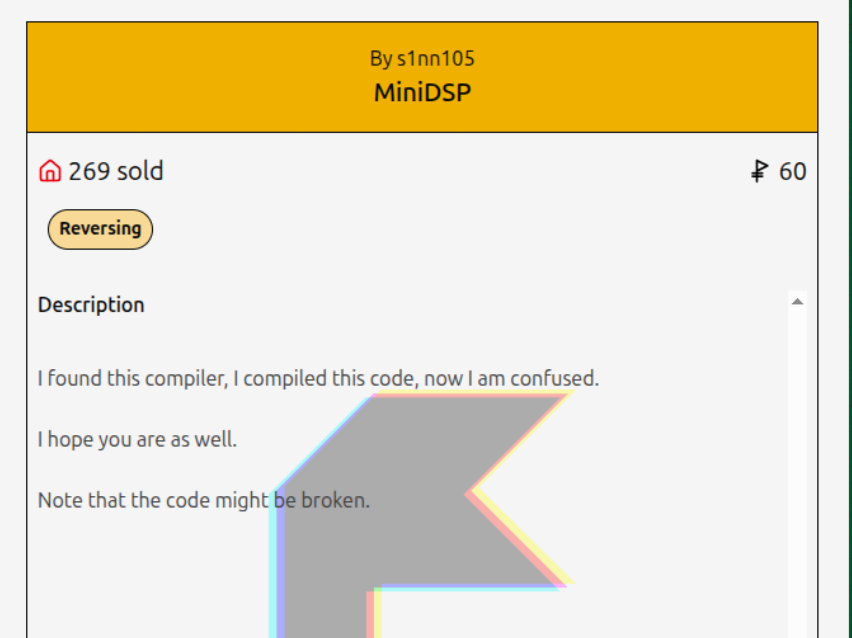 By s1nn105
MiniDSP
269 sold
60
Reversing
Description
I found this compiler, I compiled this code, now I am confused.
I hope you are as well.
Note that the code might be broken.